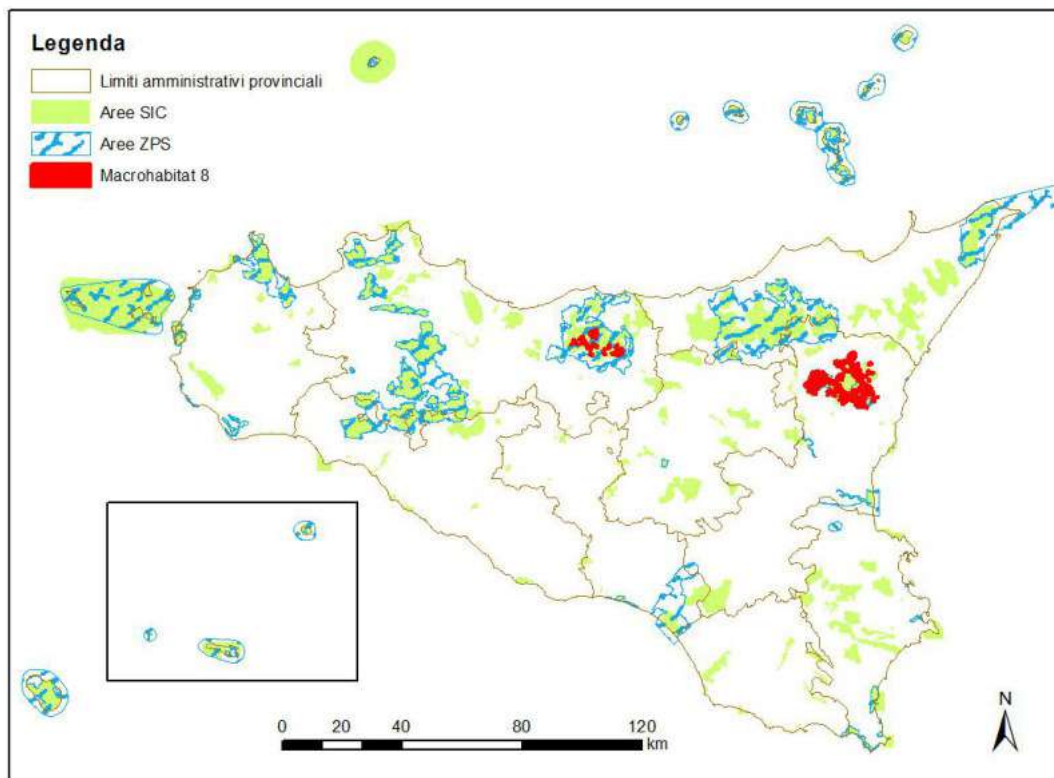 Legenda
Limiti amministrativi provinciali
Aree SIC
Aree ZPS
Macrohabitat 8
N
0 20 40 80 120
km